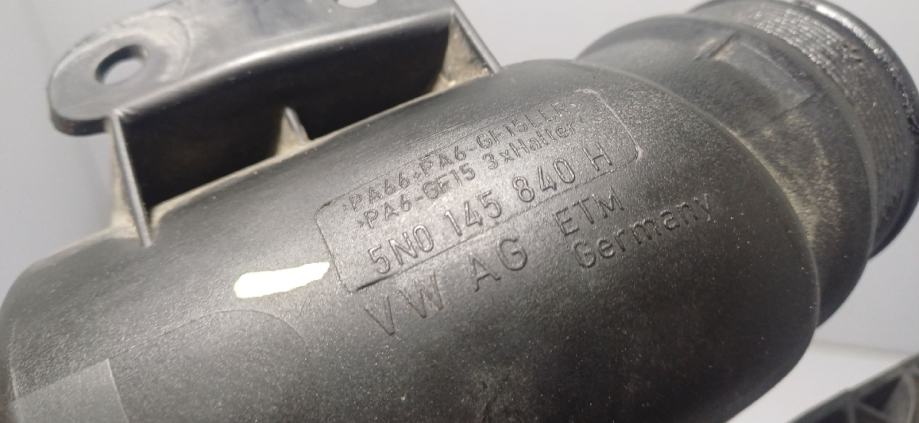 >PA66+PA6-GF15LLE<
>PA6-GF15 3xHalter
5N0 145 840 H
VW AG ETM
Germany